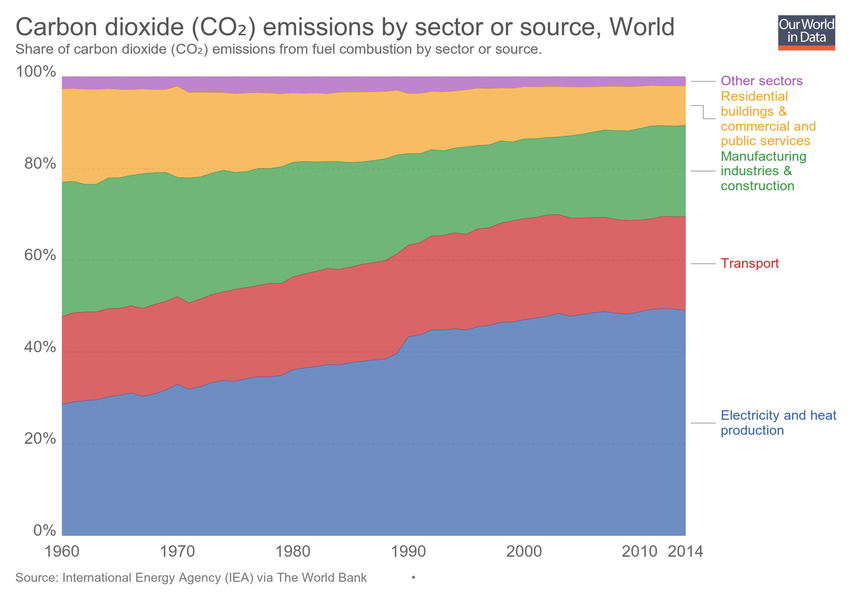 Carbon dioxide (CO₂) emissions by sector or source, World
Share of carbon dioxide (CO₂) emissions from fuel combustion by sector or source.
Our World
in Data
100%
80%
60%
40%
20%
0%
1960
1970
1980
1990
2000
2010
2014
Other sectors
Residential
buildings &
commercial and
public services
Manufacturing
industries &
construction
Transport
Electricity and heat
production
Source: International Energy Agency (IEA) via The World Bank •